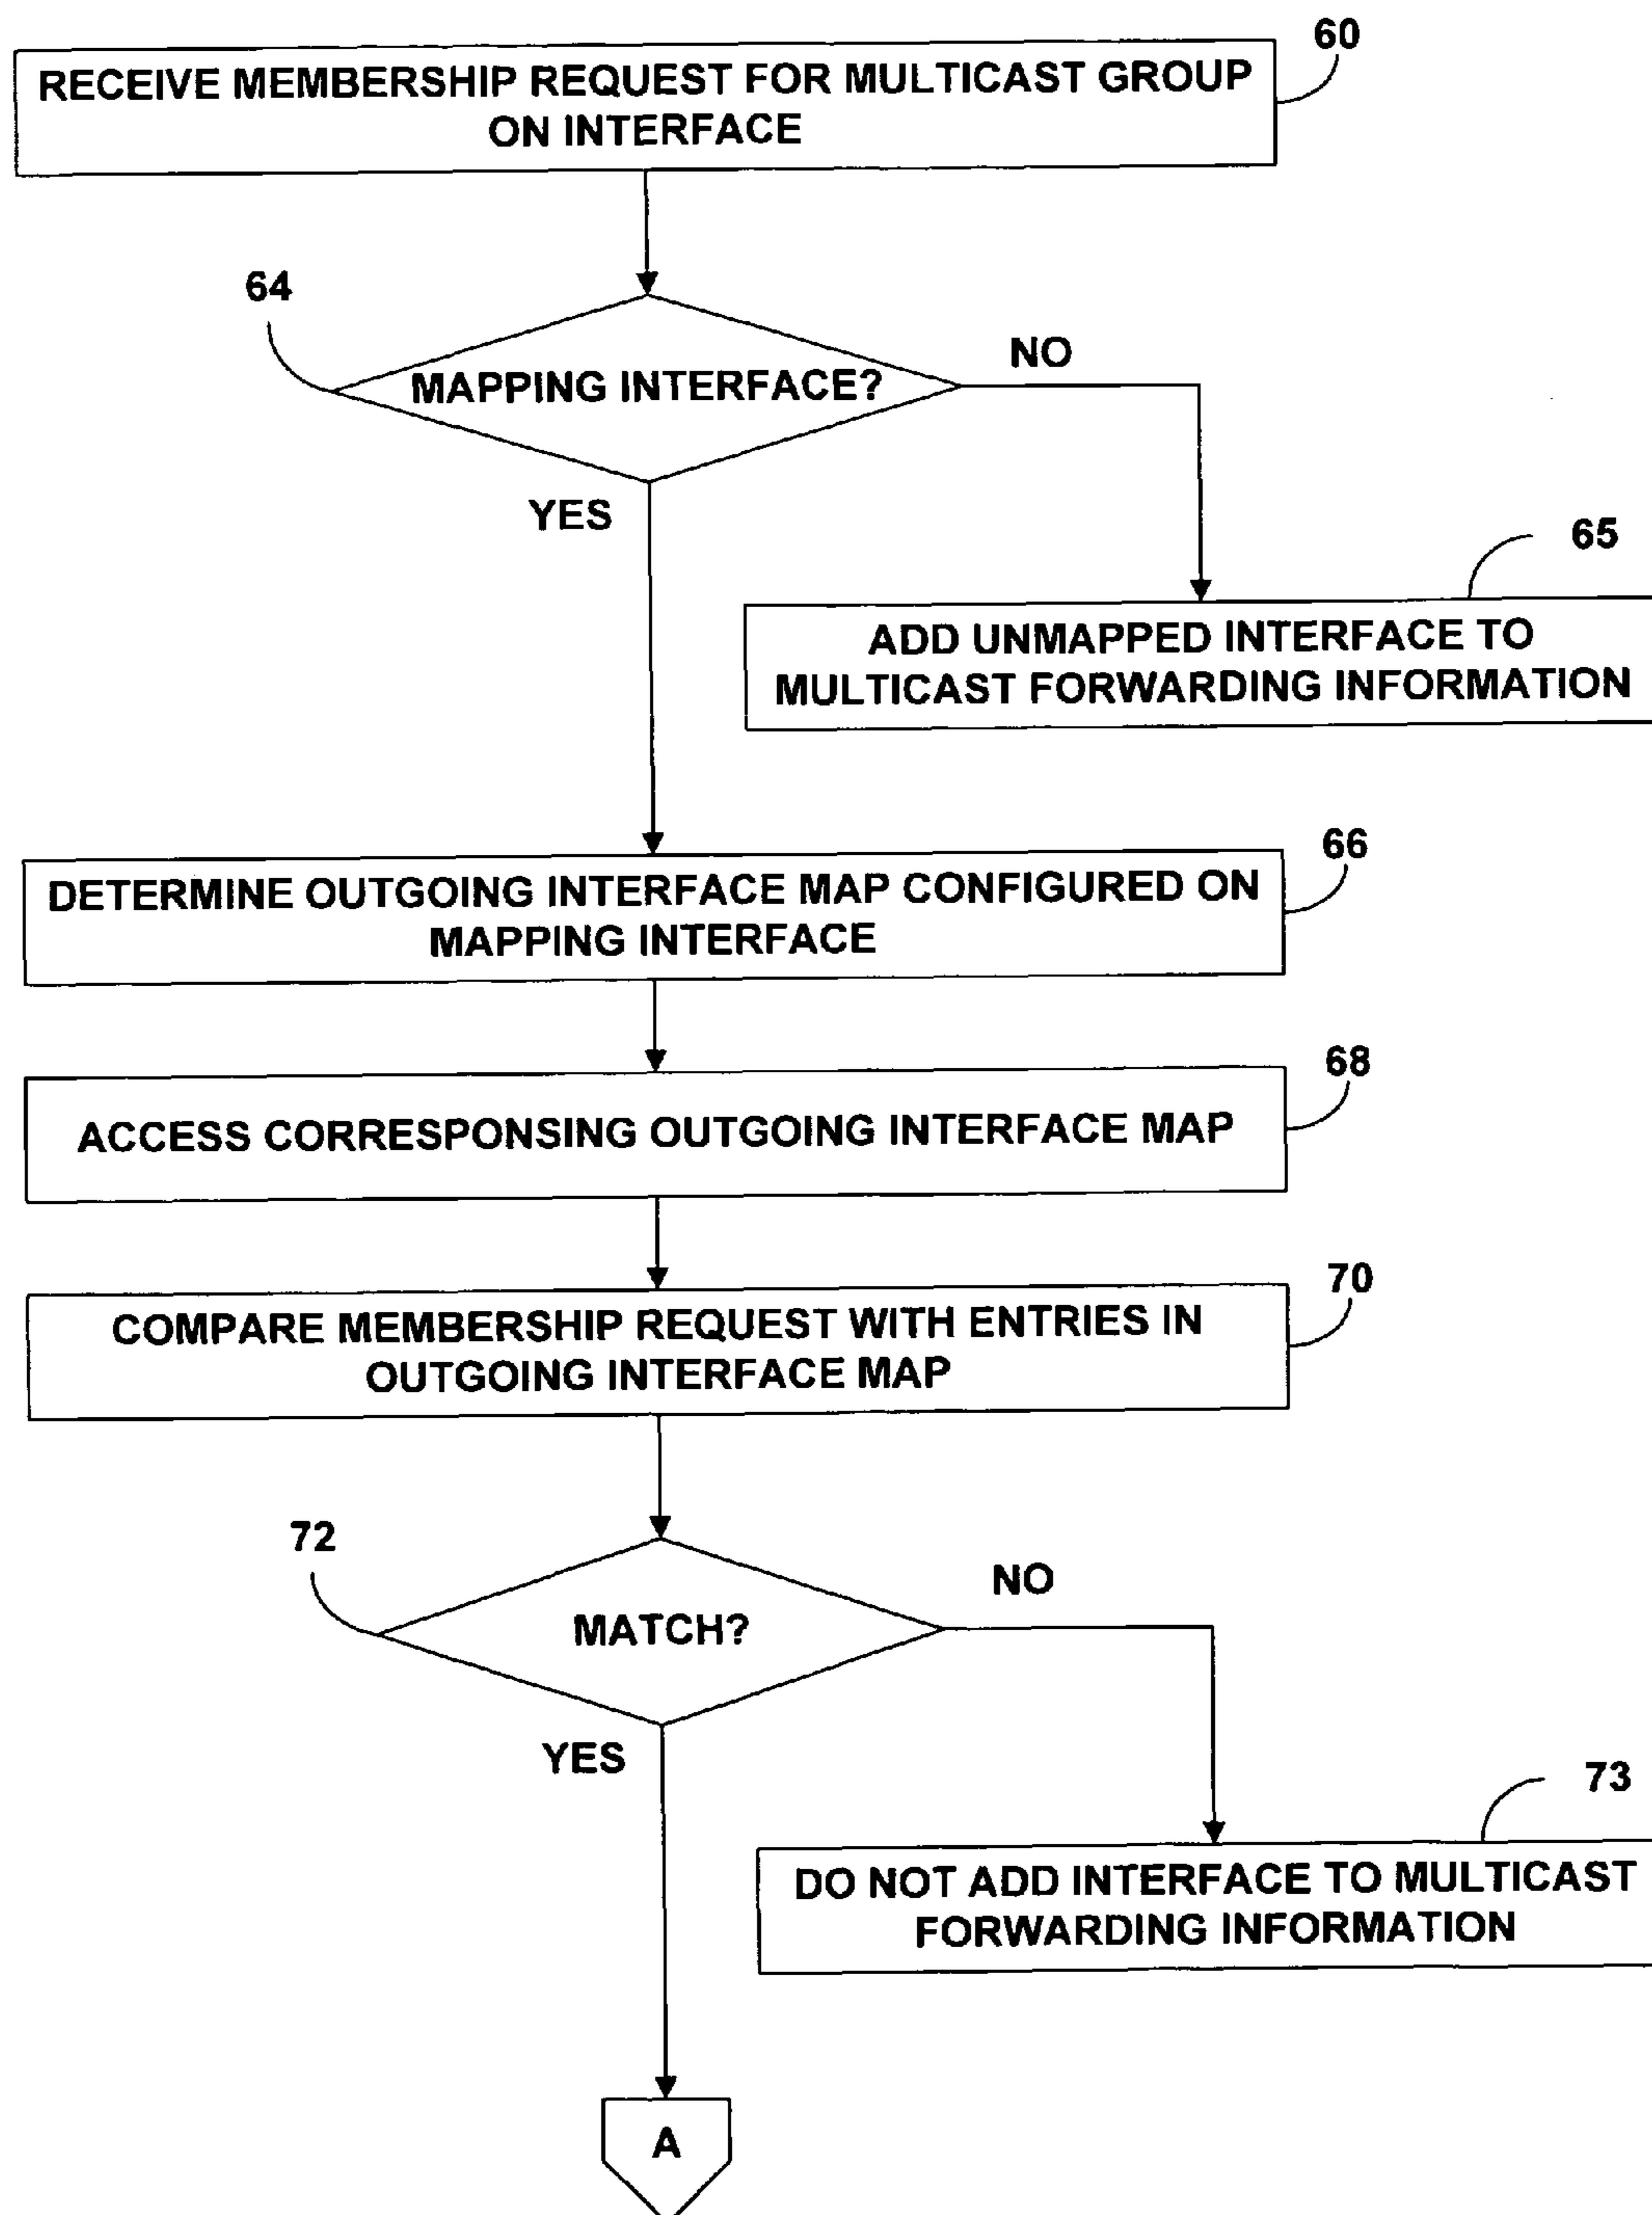 60
RECEIVE MEMBERSHIP REQUEST FOR MULTICAST GROUP
ON INTERFACE
64
MAPPING INTERFACE?
NO
YES
65
ADD UNMAPPED INTERFACE TO
MULTICAST FORWARDING INFORMATION
66
DETERMINE OUTGOING INTERFACE MAP CONFIGURED ON
MAPPING INTERFACE
68
ACCESS CORRESPONSING OUTGOING INTERFACE MAP
70
COMPARE MEMBERSHIP REQUEST WITH ENTRIES IN
OUTGOING INTERFACE MAP
72
MATCH?
NO
YES
73
DO NOT ADD INTERFACE TO MULTICAST
FORWARDING INFORMATION
A